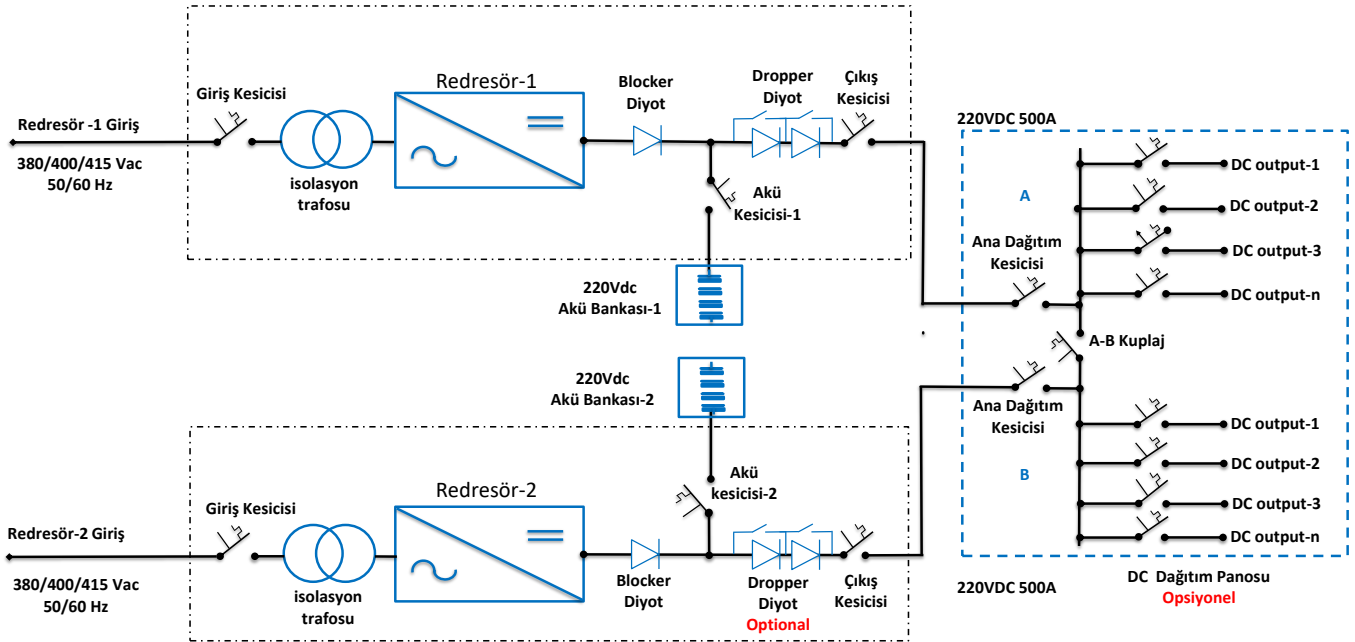 Redresör -1 Giriş
380/400/415 Vac
50/60 Hz
Giriş Kesicisi
isolasyon
trafosu
Redresör-1
Blocker
Diyot
Dropper
Diyot
Çıkış
Kesicisi
Akü
Kesicisi-1
220Vdc
Akü Bankası-1
220VDC 500A
A
Ana Dağıtım
Kesicisi
DC output-1
DC output-2
DC output-3
DC output-n
A-B Kuplaj
220Vdc
Akü Bankası-2
Redresör-2 Giriş
380/400/415 Vac
50/60 Hz
Giriş Kesicisi
isolasyon
trafosu
Redresör-2
Akü
kesicisi-2
Blocker
Diyot
Dropper
Diyot
Optional
Çıkış
Kesicisi
Ana Dağıtım
Kesicisi
B
DC output-1
DC output-2
DC output-3
DC output-n
220VDC 500A
DC Dağıtım Panosu
Opsiyonel